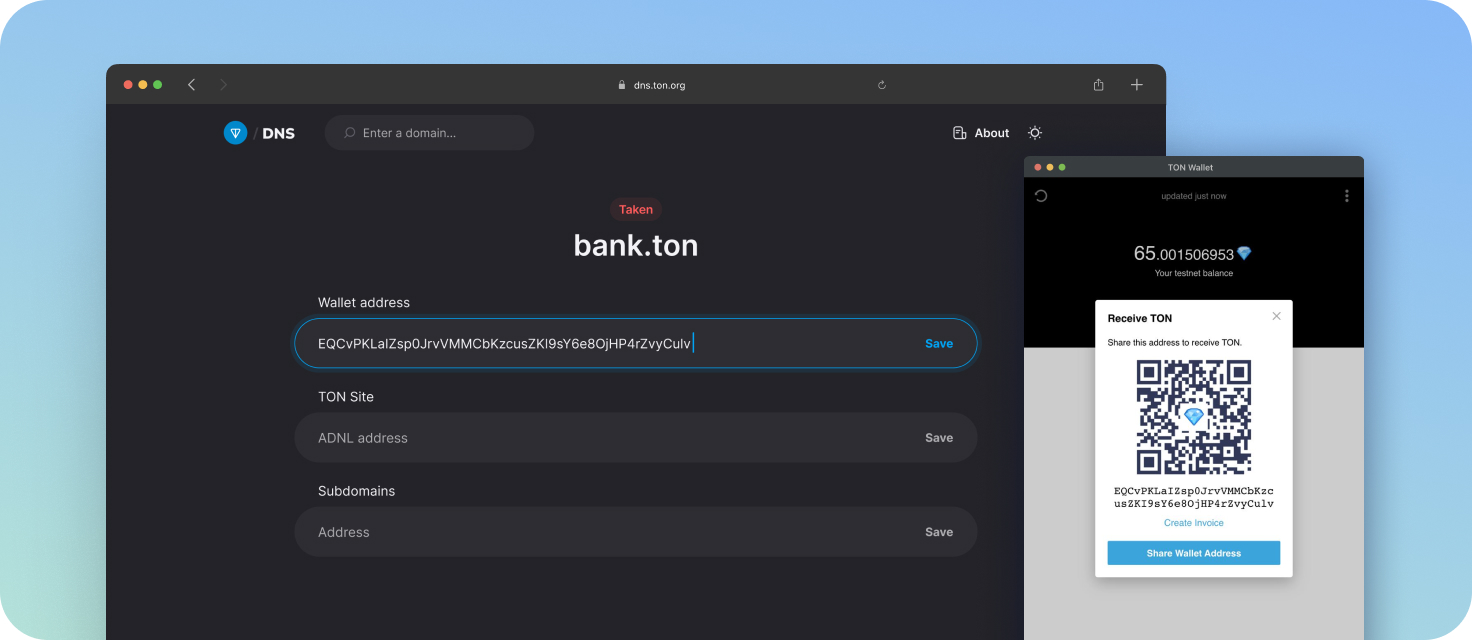 dns.ton.org
/ DNS
Enter a domain...
About
Taken
bank.ton
Wallet address
EQCvPKLaIZsp0JrvVMMCbKzcusZKI9sY6e8OjHP4rZvyCulv
Save
TON Site
ADNL address
Save
Subdomains
Address
Save
TON Wallet
updated just now
65.001506953
Your testnet balance
Receive TON
Share this address to receive TON.
EQCvPKLaIZsp0JrvVMMCbKzc
usZKI9sY6e8OjHP4rZvyCulv
Create Invoice
Share Wallet Address